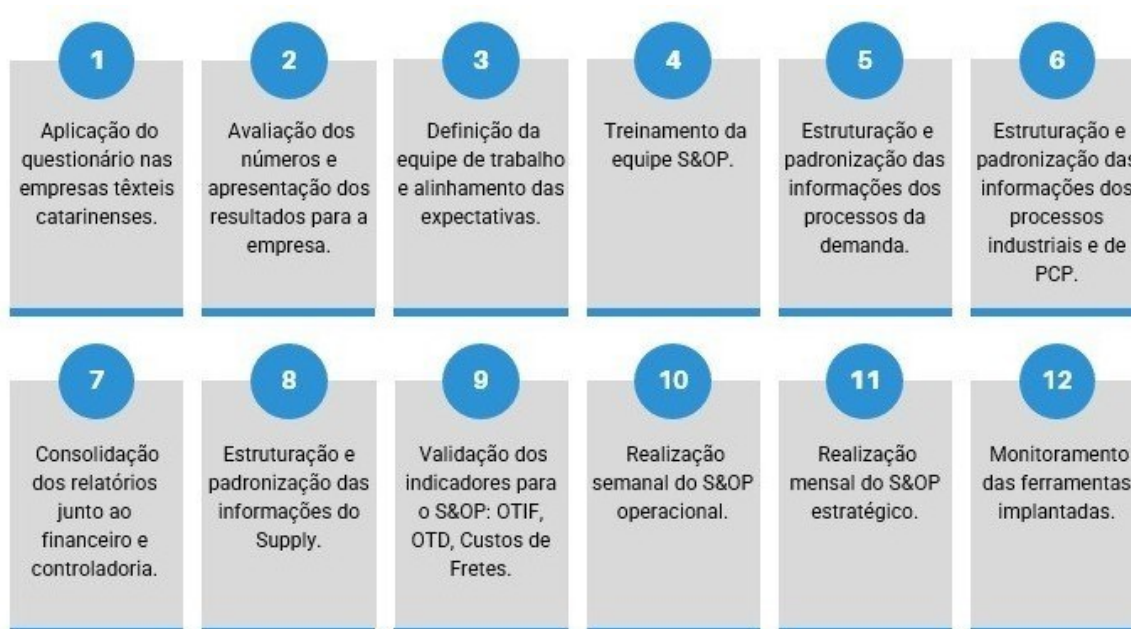 1
Aplicação do
questionário nas
empresas têxteis
catarinenses.
2
Avaliação dos
números e
apresentação dos
resultados para a
empresa.
3
Definição da
equipe de trabalho
e alinhamento das
expectativas.
4
Treinamento da
equipe S&OP.
5
Estruturação e
padronização das
informações dos
processos da
demanda.
6
Estruturação e
padronização das
informações dos
processos
industriais e de
PCP.
7
Consolidação
dos relatórios
junto ao
financeiro e
controladoria.
8
Estruturação e
padronização das
informações do
Supply.
9
Validação dos
indicadores para
o S&OP: OTIF,
OTD, Custos de
Fretes.
10
Realização
semanal do S&OP
operacional.
11
Realização
mensal do S&OP
estratégico.
12
Monitoramento
das ferramentas
implantadas.